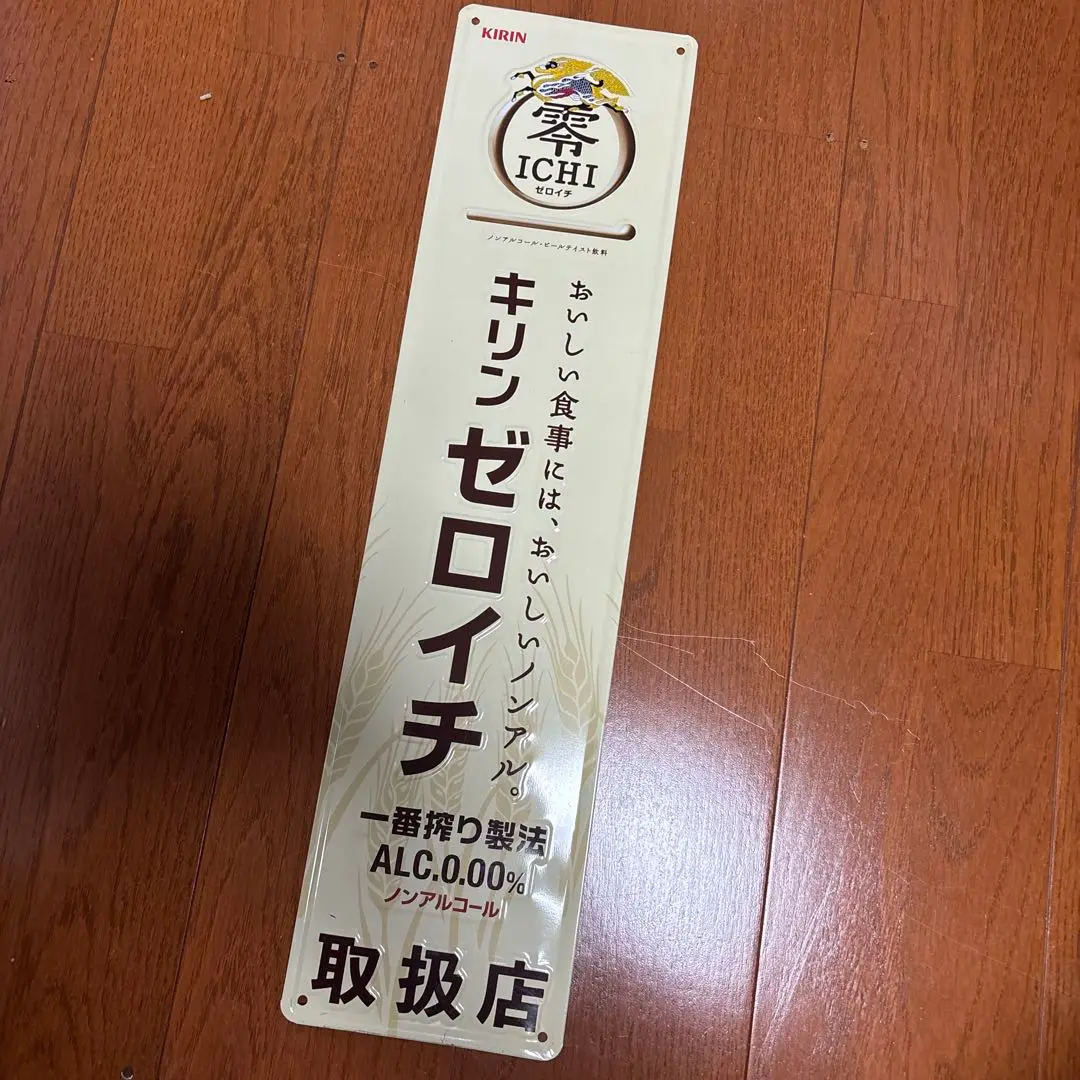 KIRIN
零
ICHI
ゼロイチ
ノンアルコール・ビールテイスト飲料
おいしい食事には、おいしいノンアル。
キリン ゼロイチ
一番搾り製法
ALC.0.00%
ノンアルコール
取扱店